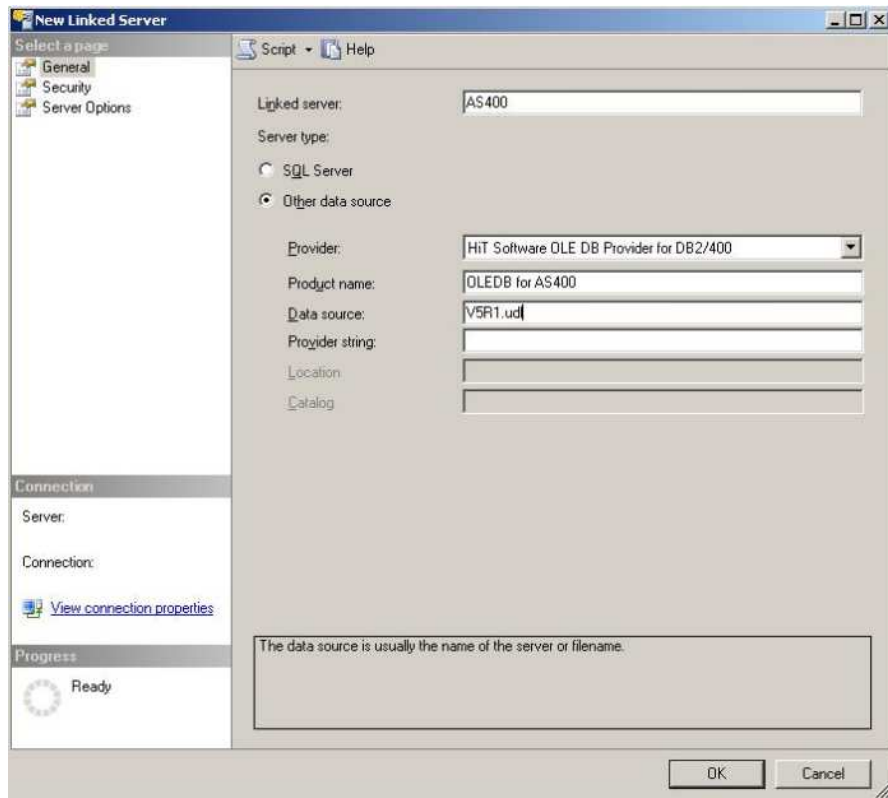 New Linked Server
Select a page
General
Security
Server Options
Script Help
Linked server: AS400
Server type:
SQL Server
Other data source
Provider: HiT Software OLE DB Provider for DB2/400
Product name: OLEDB for AS400
Data source: V5R1.udl
Provider string:
Location
Catalog
Connection
Server:
Connection:
View connection properties
Progress
Ready
The data source is usually the name of the server or filename.
OK Cancel